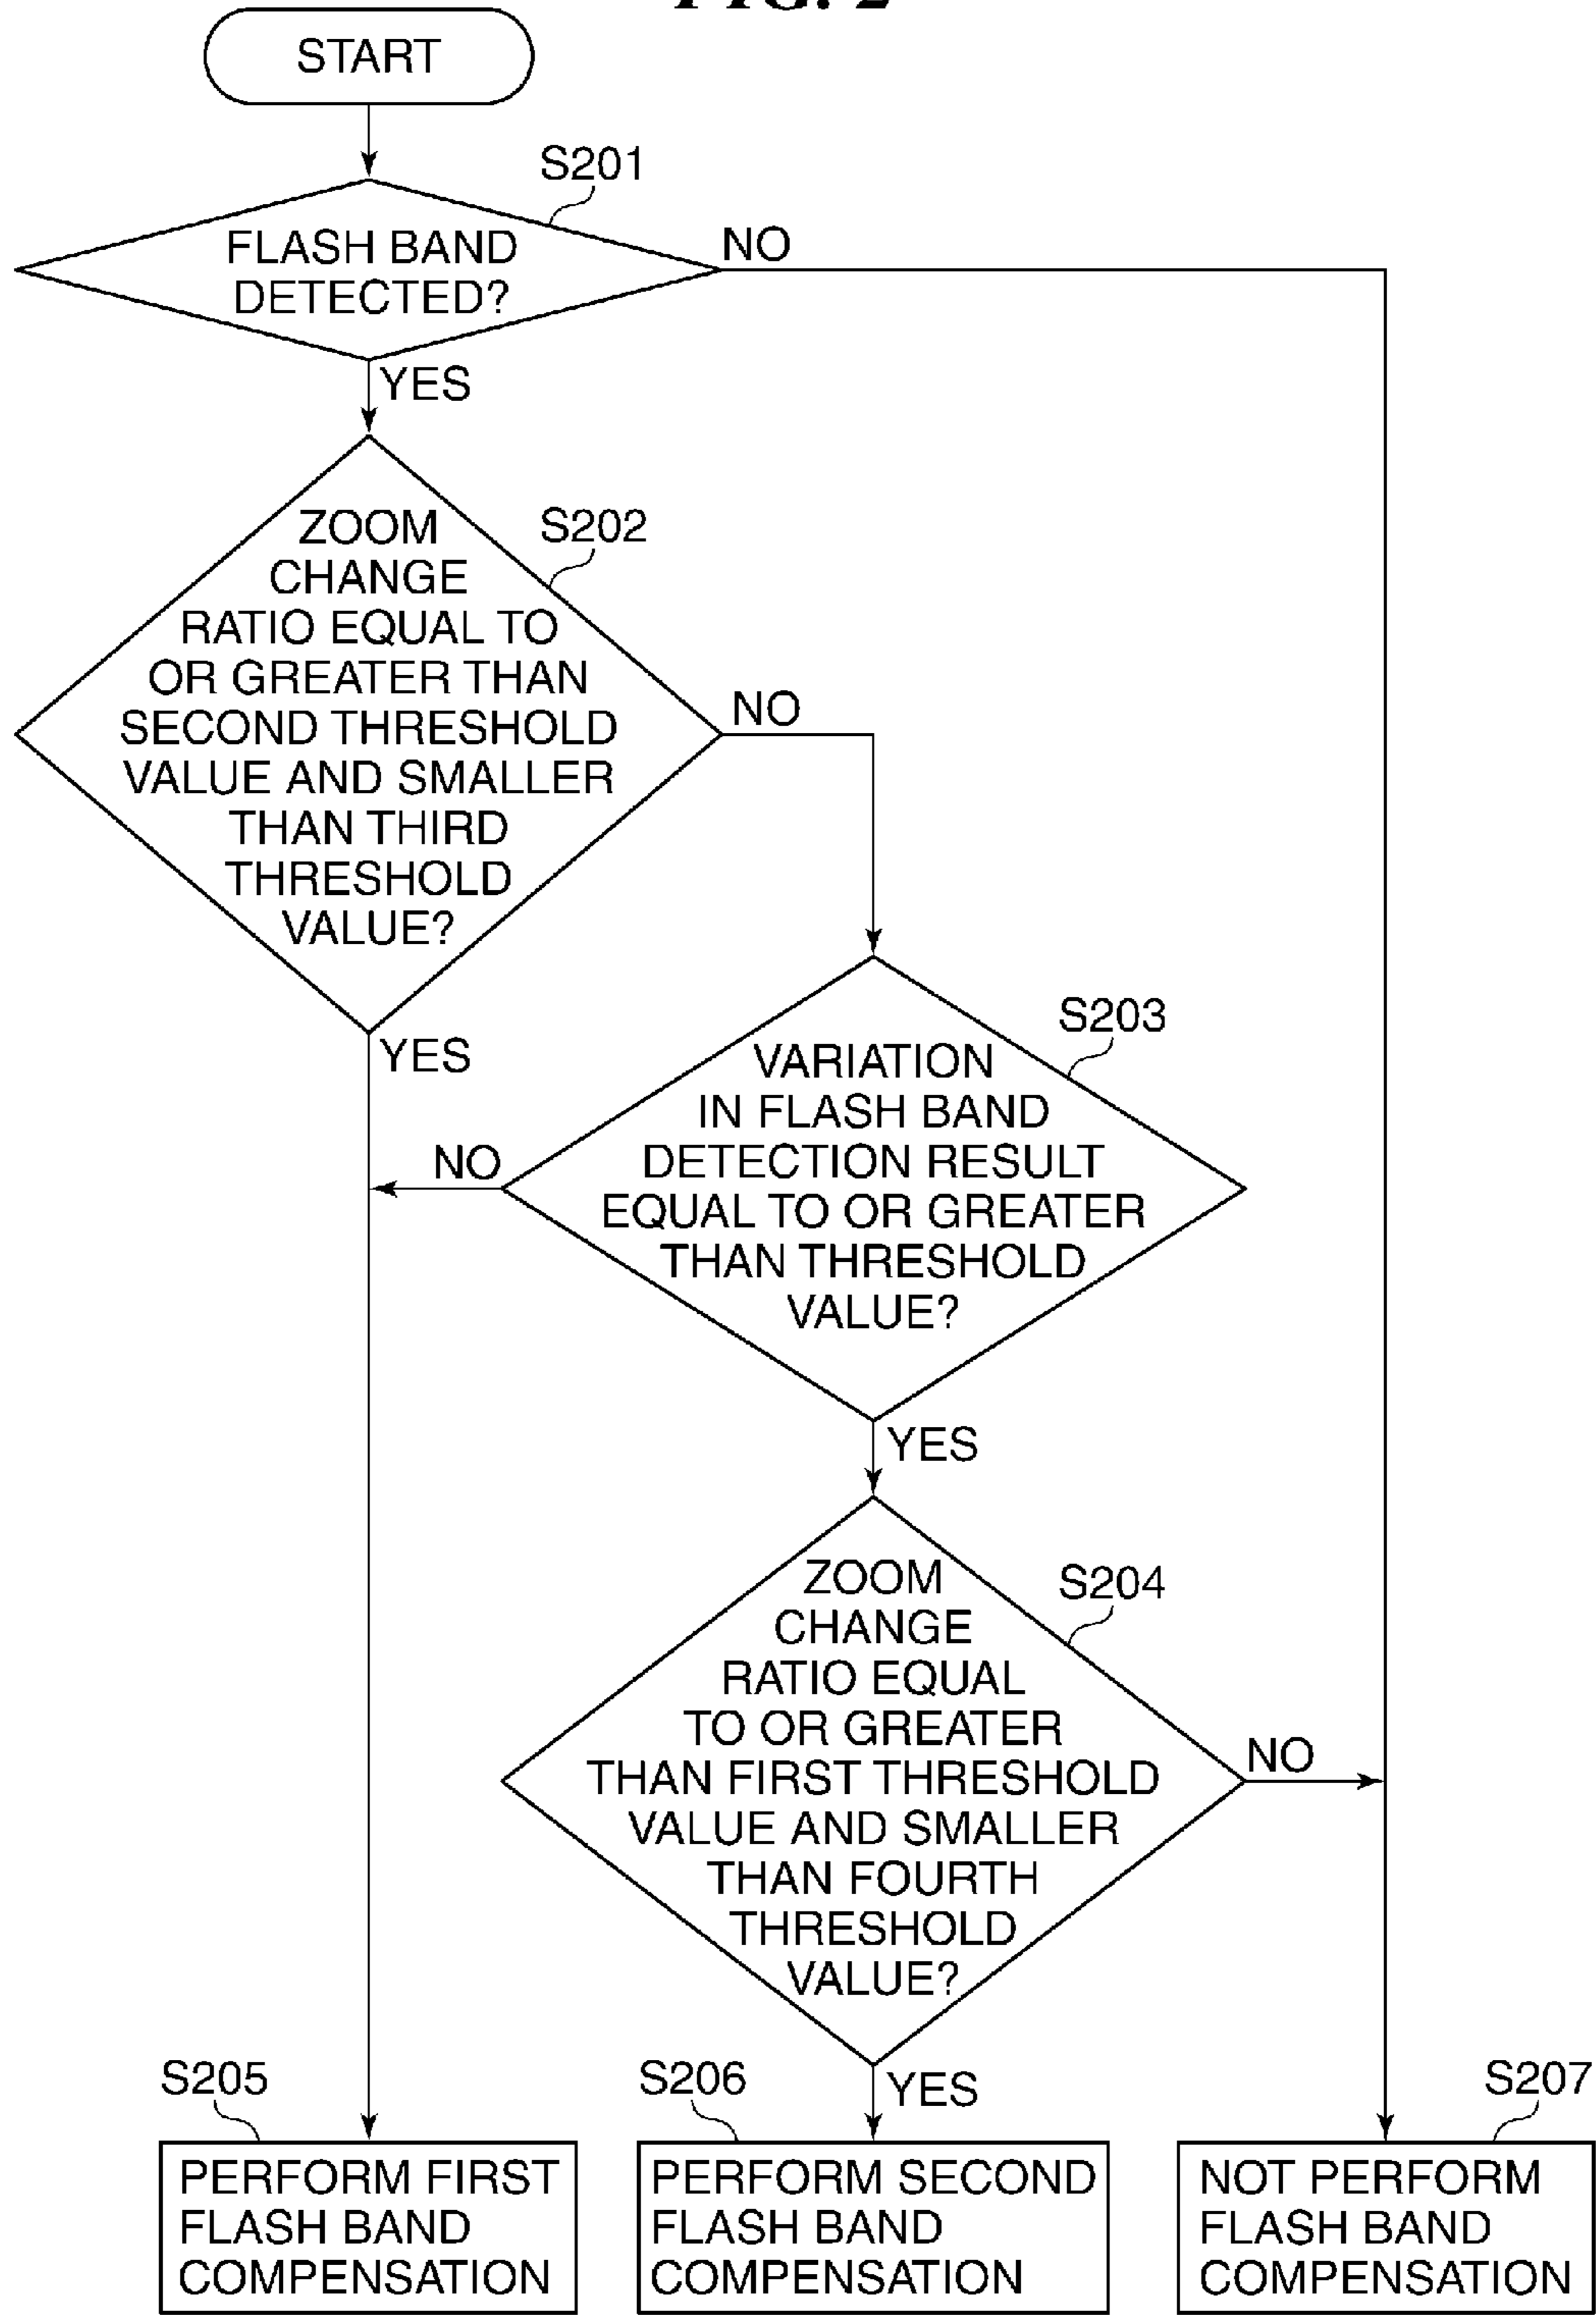 FIG. 2
START
S201
FLASH BAND
DETECTED?
NO
YES
S202
ZOOM
CHANGE
RATIO EQUAL TO
OR GREATER THAN
SECOND THRESHOLD
VALUE AND SMALLER
THAN THIRD
THRESHOLD
VALUE?
NO
YES
S203
VARIATION
IN FLASH BAND
DETECTION RESULT
EQUAL TO OR GREATER
THAN THRESHOLD
VALUE?
NO
YES
S204
ZOOM
CHANGE
RATIO EQUAL
TO OR GREATER
THAN FIRST THRESHOLD
VALUE AND SMALLER
THAN FOURTH
THRESHOLD
VALUE?
NO
YES
S205
PERFORM FIRST
FLASH BAND
COMPENSATION
S206
PERFORM SECOND
FLASH BAND
COMPENSATION
S207
NOT PERFORM
FLASH BAND
COMPENSATION